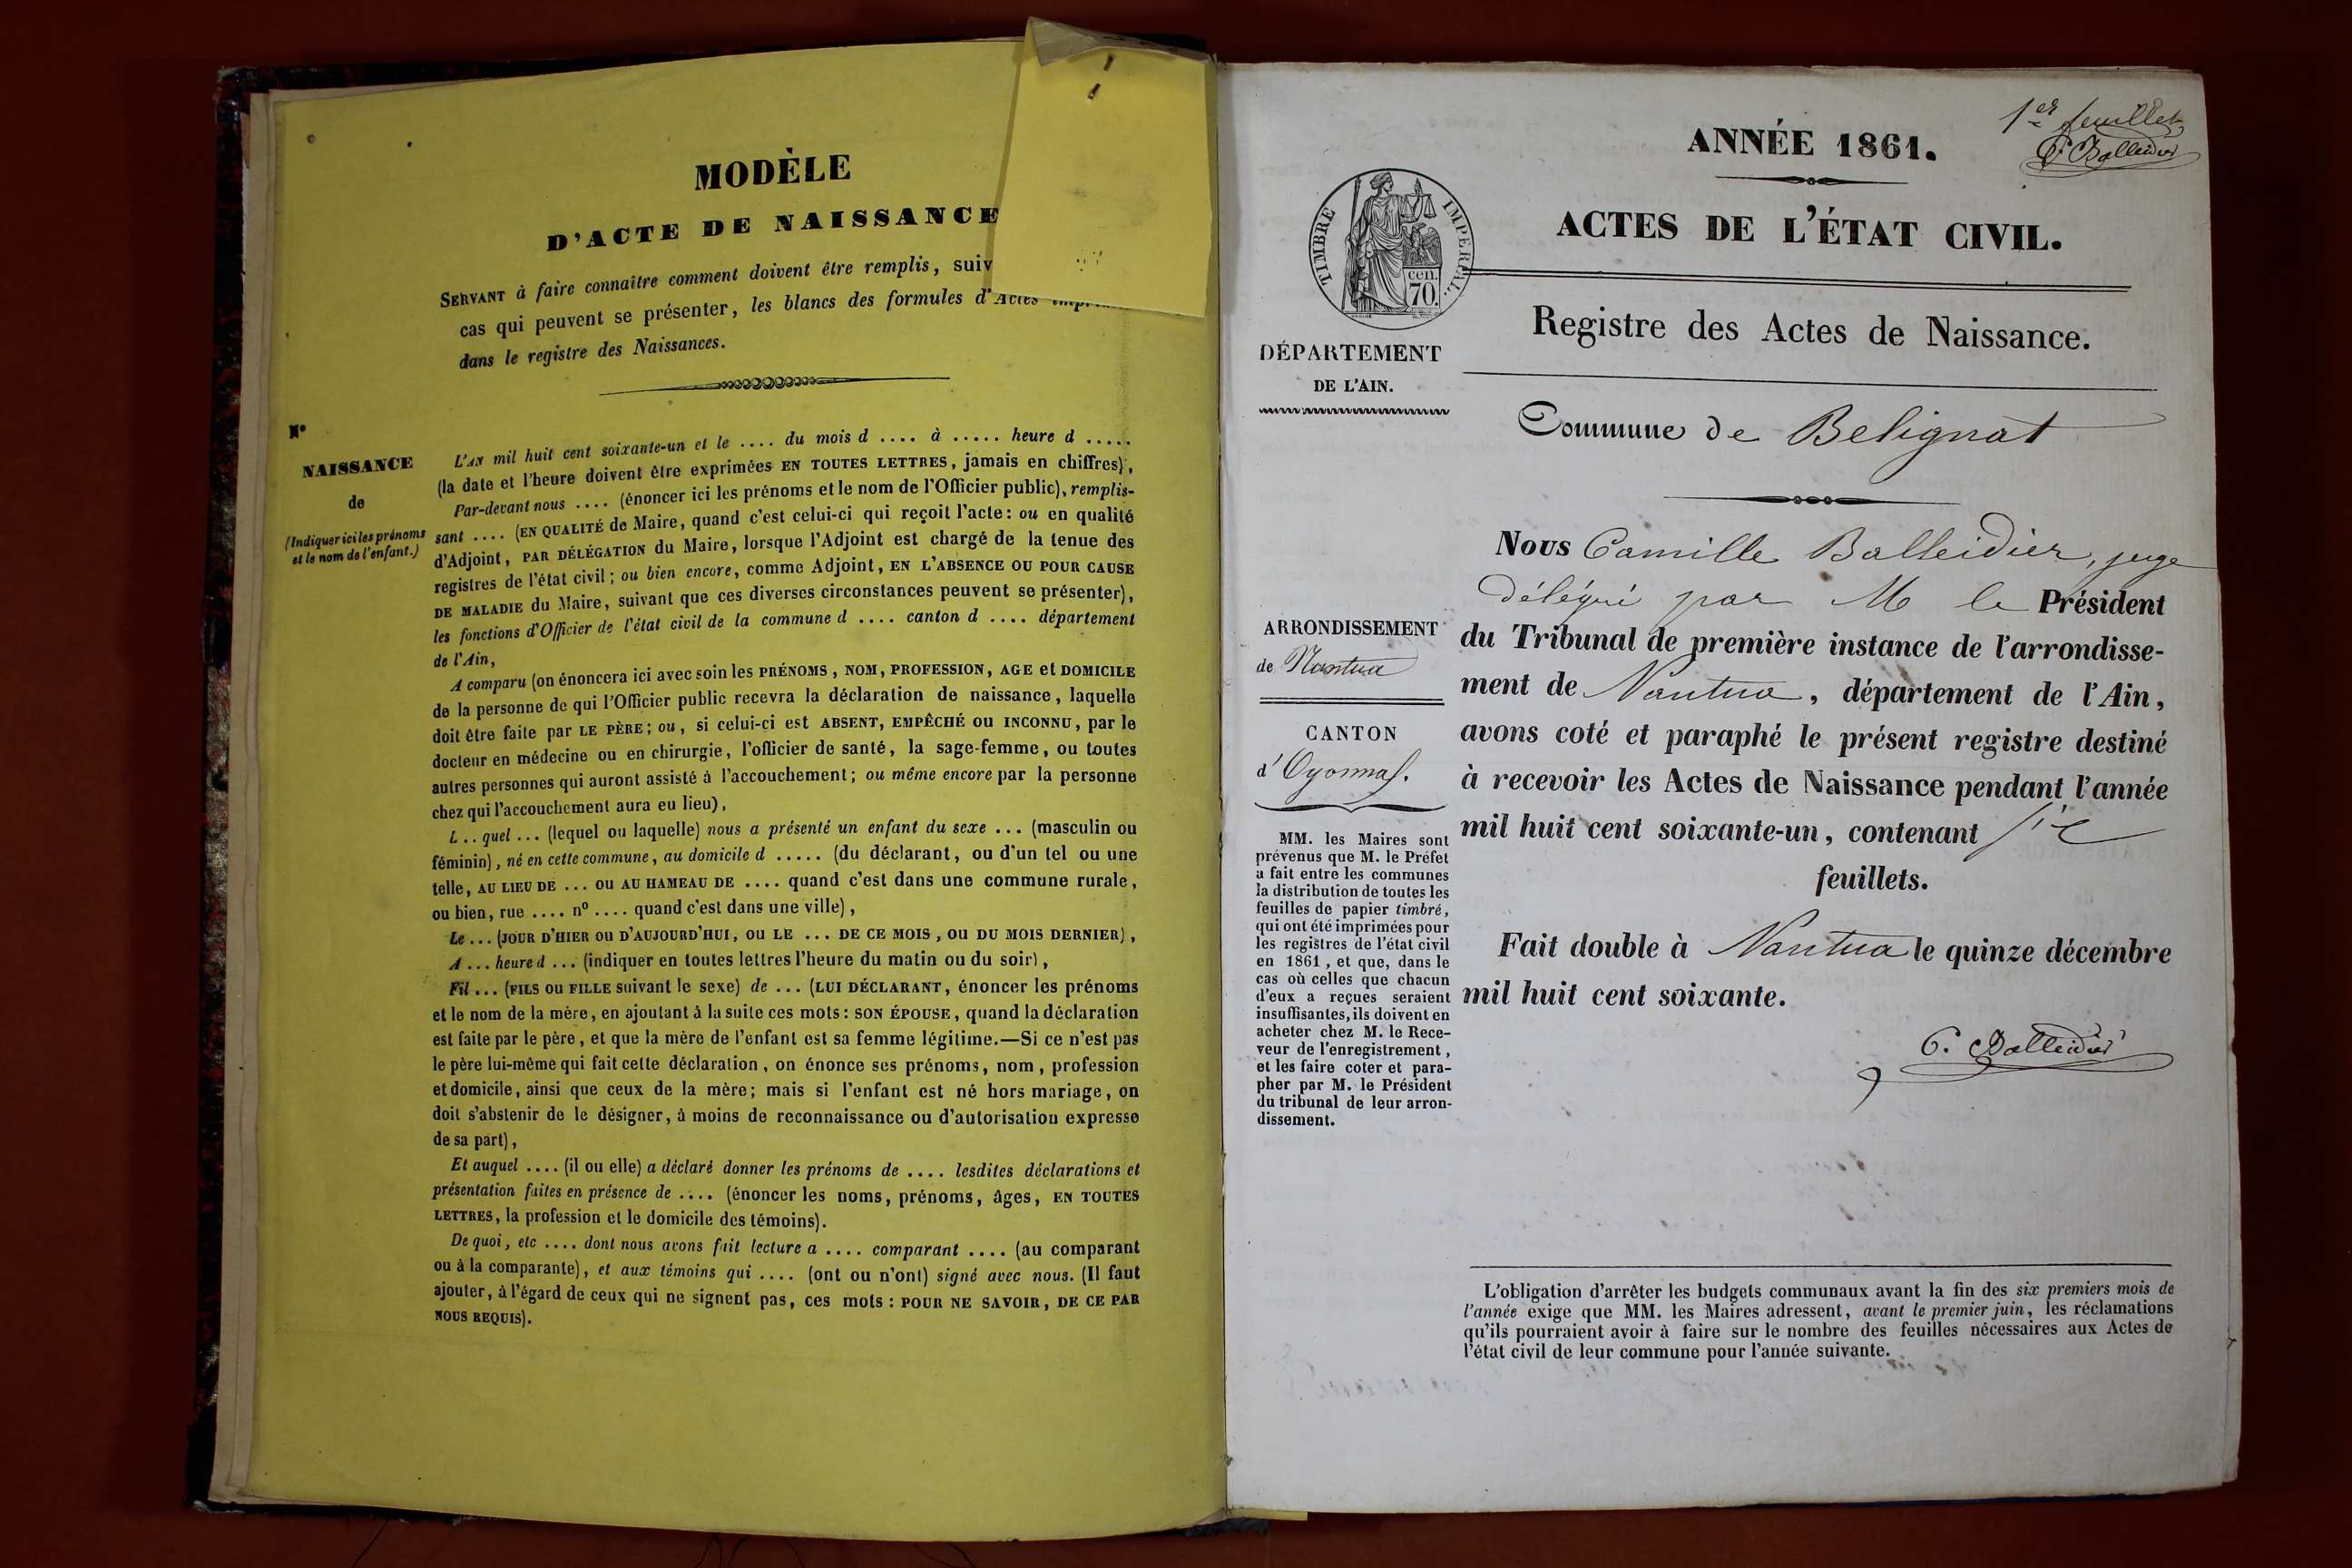 MODÈLE
D'ACTE DE NAISSANCE
SERVANT à faire connaître comment doivent être remplis, suiv
cas qui peuvent se présenter, les blancs des formules d'Actes
dans le registre des Naissances.
N°
NAISSANCE
de
(Indiquer ici les prénoms
et le nom de l'enfant.)
L'AN mil huit cent soixante-un et le .... du mois d .... à ..... heure d .....
(la date et l'heure doivent être exprimées EN TOUTES LETTRES, jamais en chiffres),
Par-devant nous .... (énoncer ici les prénoms et le nom de l'Officier public), remplis-
sant .... (EN QUALITÉ de Maire, quand c'est celui-ci qui reçoit l'acte: ou en qualité
d'Adjoint, PAR DÉLÉGATION du Maire, lorsque l'Adjoint est chargé de la tenue des
registres de l'état civil; ou bien encore, comme Adjoint, EN L'ABSENCE OU POUR CAUSE
DE MALADIE du Maire, suivant que ces diverses circonstances peuvent se présenter),
les fonctions d'Officier de l'état civil de la commune d .... canton d .... département
de l'Ain,
A comparu (on énoncera ici avec soin les PRÉNOMS, NOM, PROFESSION, AGE et DOMICILE
de la personne de qui l'Officier public recevra la déclaration de naissance, laquelle
doit être faite par LE PÈRE; ou, si celui-ci est ABSENT, EMPÊCHÉ OU INCONNU, par le
docteur en médecine ou en chirurgie, l'officier de santé, la sage-femme, ou toutes
autres personnes qui auront assisté à l'accouchement; ou même encore par la personne
chez qui l'accouchement aura eu lieu),
L .. quel ... (lequel ou laquelle) nous a présenté un enfant du sexe ... (masculin ou
féminin), né en cette commune, au domicile d ..... (du déclarant, ou d'un tel ou une
telle, AU LIEU DE ... OU AU HAMEAU DE .... quand c'est dans une commune rurale,
ou bien, rue .... n° .... quand c'est dans une ville),
Le ... (JOUR D'HIER OU D'AUJOURD'HUI, OU LE ... DE CE MOIS, OU DU MOIS DERNIER),
A ... heure d ... (indiquer en toutes lettres l'heure du matin ou du soir),
Fil ... (FILS OU FILLE suivant le sexe) de ... (LUI DÉCLARANT, énoncer les prénoms
et le nom de la mère, en ajoutant à la suite ces mots: SON ÉPOUSE, quand la déclaration
est faite par le père, et que la mère de l'enfant est sa femme légitime.—Si ce n'est pas
le père lui-même qui fait cette déclaration, on énonce ses prénoms, nom, profession
et domicile, ainsi que ceux de la mère; mais si l'enfant est né hors mariage, on
doit s'abstenir de le désigner, à moins de reconnaissance ou d'autorisation expresse
de sa part),
Et auquel .... (il ou elle) a déclaré donner les prénoms de .... lesdites déclarations et
présentation faites en présence de .... (énoncer les noms, prénoms, âges, EN TOUTES
LETTRES, la profession et le domicile des témoins).
De quoi, etc .... dont nous avons fait lecture a .... comparant .... (au comparant
ou à la comparante), et aux témoins qui .... (ont ou n'ont) signé avec nous. (Il faut
ajouter, à l'égard de ceux qui ne signent pas, ces mots: POUR NE SAVOIR, DE CE PAR
NOUS REQUIS).
1er feuillet
C. Balleidier
ANNÉE 1861.
ACTES DE L'ÉTAT CIVIL.
TIMBRE IMPÉRIAL.
cen.
70.
Registre des Actes de Naissance.
DÉPARTEMENT
DE L'AIN.
Commune de Belignat
ARRONDISSEMENT
de Nantua
CANTON
d'Oyonnas.
MM. les Maires sont
prévenus que M. le Préfet
a fait entre les communes
la distribution de toutes les
feuilles de papier timbré,
qui ont été imprimées pour
les registres de l'état civil
en 1861, et que, dans le
cas où celles que chacun
d'eux a reçues seraient
insuffisantes, ils doivent en
acheter chez M. le Rece-
veur de l'enregistrement,
et les faire coter et para-
pher par M. le Président
du tribunal de leur arron-
dissement.
Nous Camille Balleidier, juge
délégué par M le Président
du Tribunal de première instance de l'arrondisse-
ment de Nantua, département de l'Ain,
avons coté et paraphé le présent registre destiné
à recevoir les Actes de Naissance pendant l'année
mil huit cent soixante-un, contenant
feuillets.
Fait double à Nantua le quinze décembre
mil huit cent soixante.
C. Balleidier
L'obligation d'arrêter les budgets communaux avant la fin des six premiers mois de
l'année exige que MM. les Maires adressent, avant le premier juin, les réclamations
qu'ils pourraient avoir à faire sur le nombre des feuilles nécessaires aux Actes de
l'état civil de leur commune pour l'année suivante.